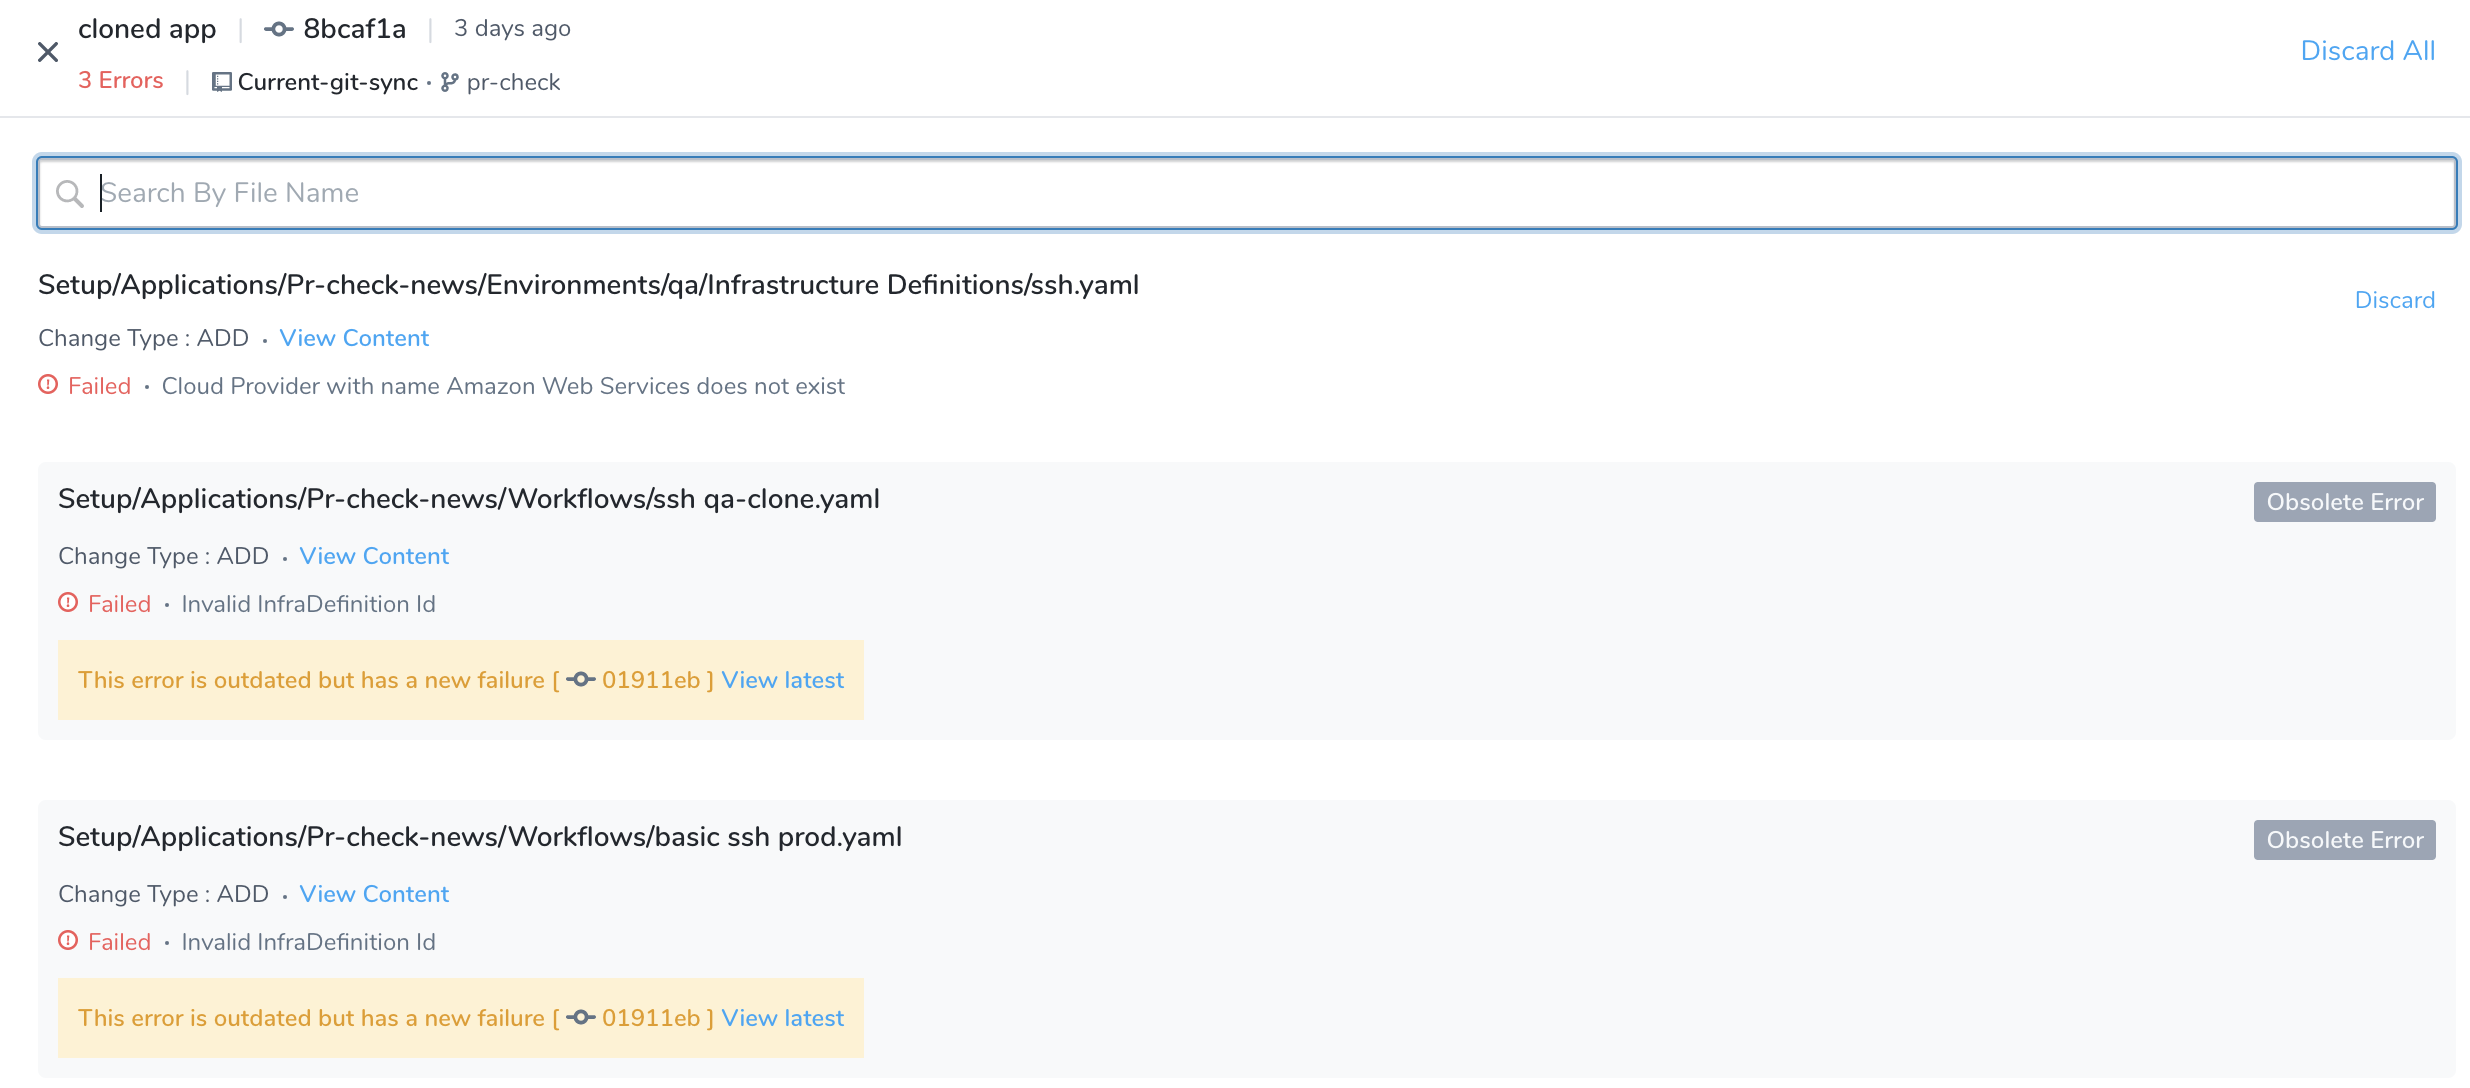 cloned app | 8bcaf1a | 3 days ago
Discard All
3 Errors | Current-git-sync · pr-check
Search By File Name
Setup/Applications/Pr-check-news/Environments/qa/Infrastructure Definitions/ssh.yaml
Discard
Change Type : ADD · View Content
Failed · Cloud Provider with name Amazon Web Services does not exist
Setup/Applications/Pr-check-news/Workflows/ssh qa-clone.yaml
Obsolete Error
Change Type : ADD · View Content
Failed · Invalid InfraDefinition Id
This error is outdated but has a new failure [ 01911eb ] View latest
Setup/Applications/Pr-check-news/Workflows/basic ssh prod.yaml
Obsolete Error
Change Type : ADD · View Content
Failed · Invalid InfraDefinition Id
This error is outdated but has a new failure [ 01911eb ] View latest